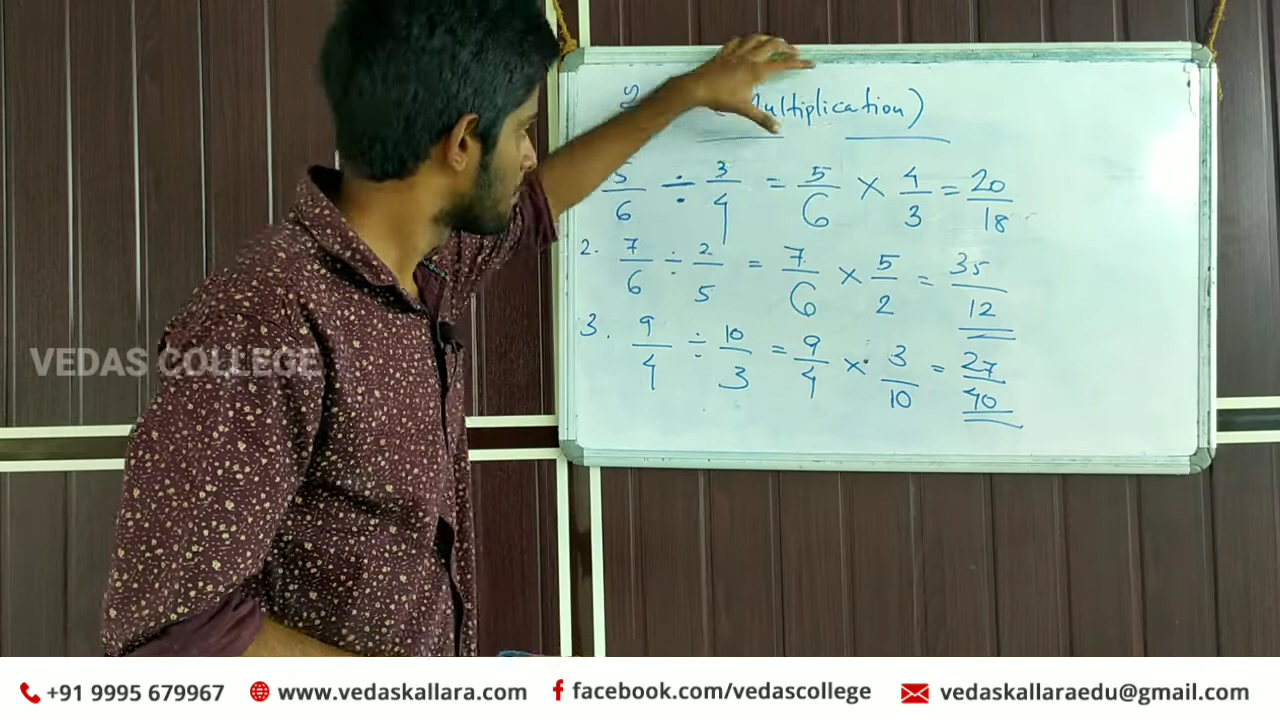 ultiplication)
5/6 ÷ 3/4 = 5/6 × 4/3 = 20/18
2. 7/6 ÷ 2/5 = 7/6 × 5/2 = 35/12
3. 9/4 ÷ 10/3 = 9/4 × 3/10 = 27/40
VEDAS COLLEGE
+91 9995 679967 www.vedaskallara.com facebook.com/vedascollege vedaskallaraedu@gmail.com